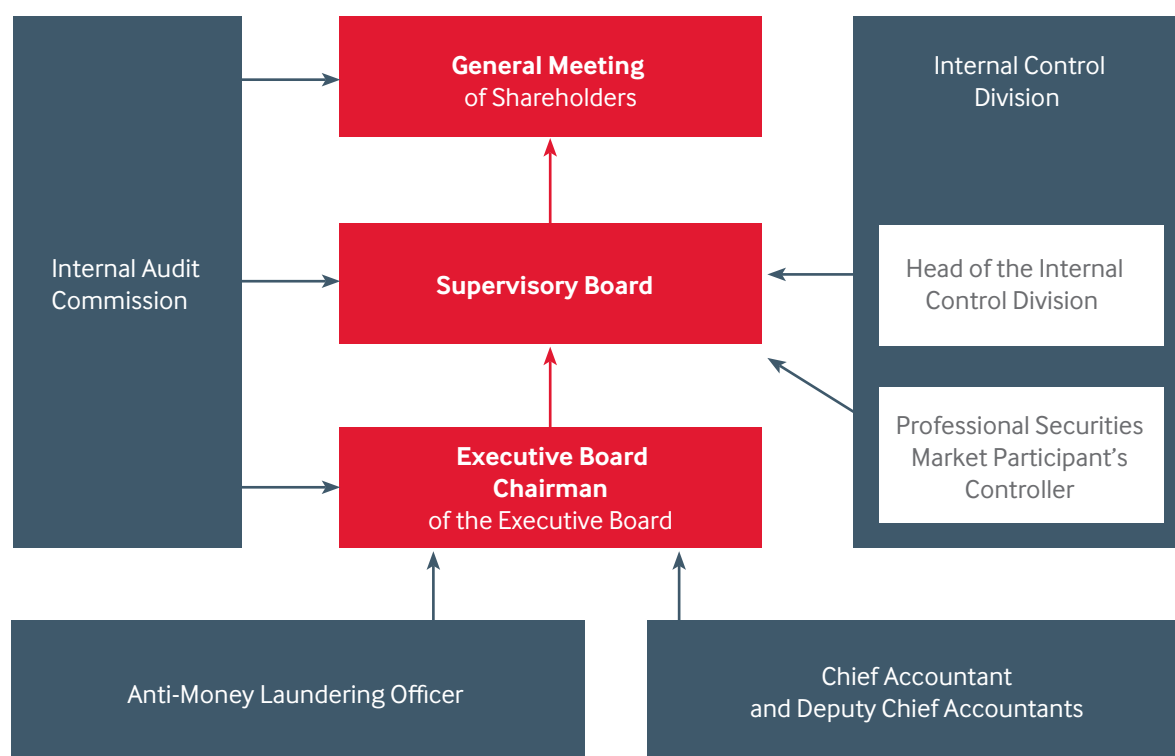 General Meeting
of Shareholders
Internal Control
Division
Internal Audit
Commission
Supervisory Board
Head of the Internal
Control Division
Professional Securities
Market Participant’s
Controller
Executive Board
Chairman
of the Executive Board
Anti-Money Laundering Officer
Chief Accountant
and Deputy Chief Accountants